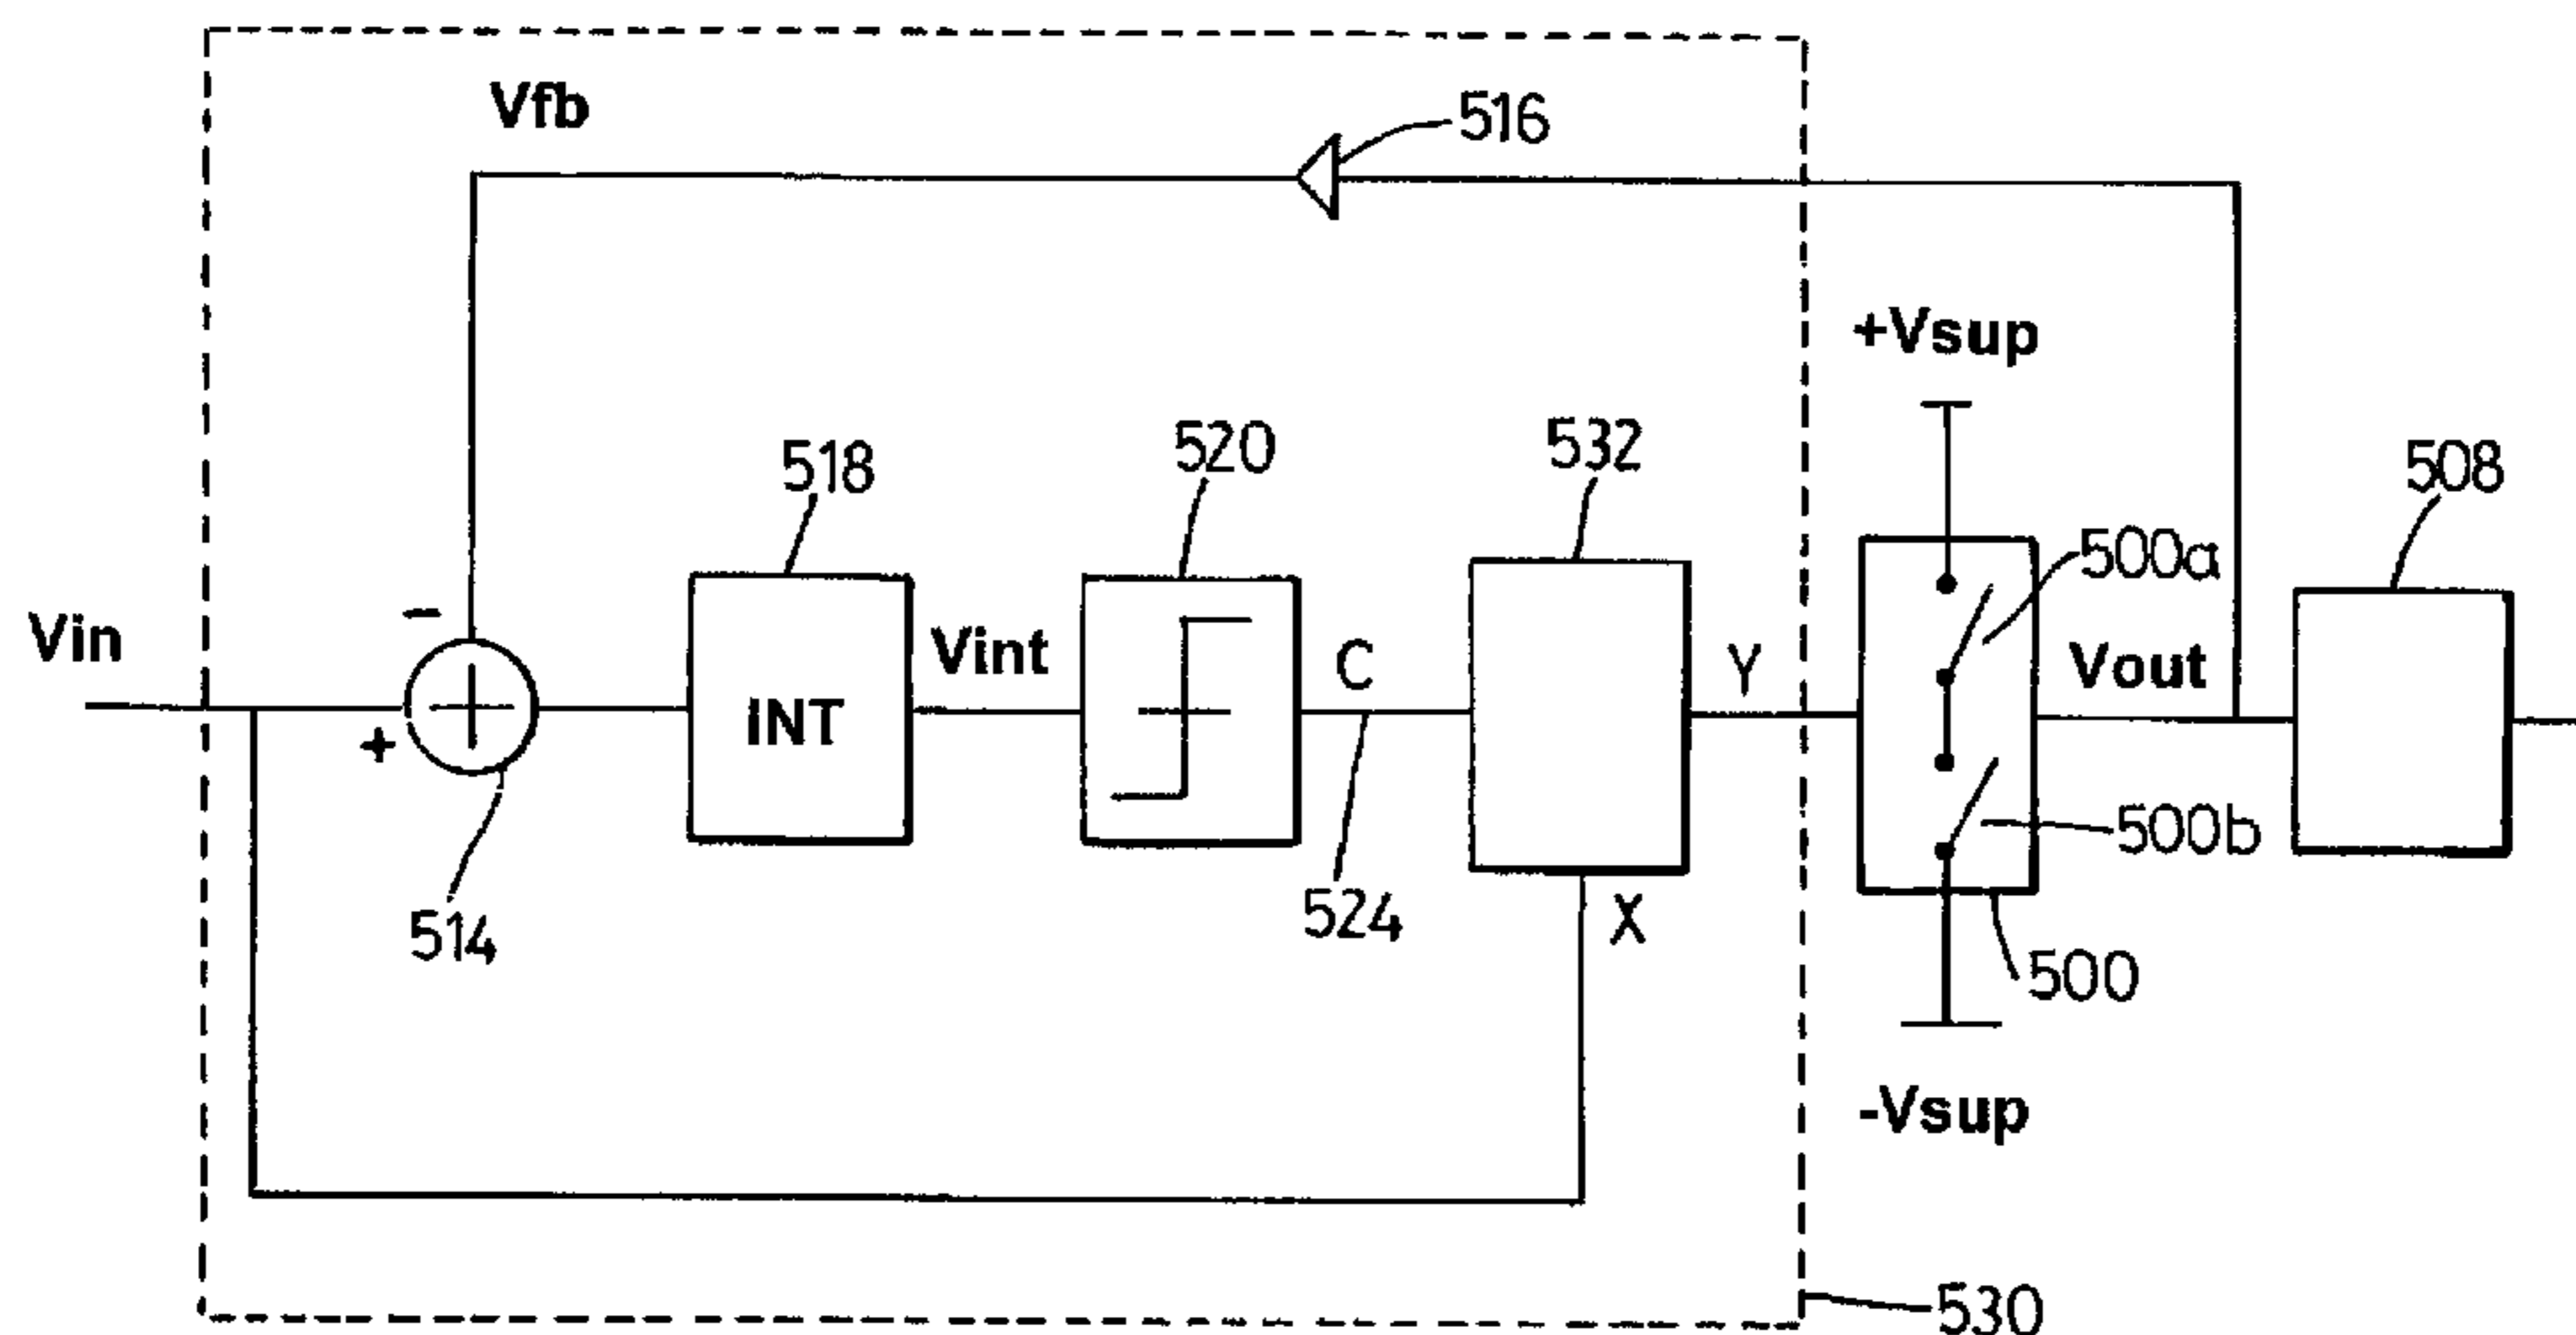 Vfb
516
+Vsup
518
520
532
508
500a
Vin
−
Vint
C
Y
Vout
+
INT
500b
514
524
X
500
-Vsup
530